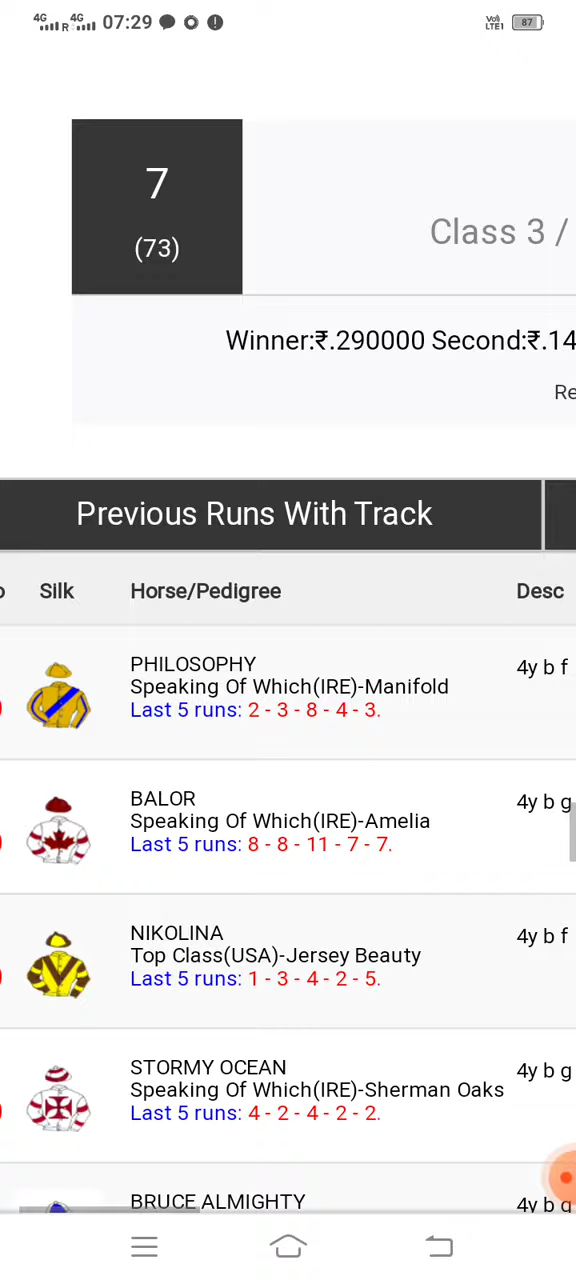 4G R 4G 07:29 Vo)) LTE1 87
7
(73)
Class 3 /
Winner:₹.290000 Second:₹.14
Re
Previous Runs With Track
Silk Horse/Pedigree Desc
PHILOSOPHY 4y b f
Speaking Of Which(IRE)-Manifold
Last 5 runs: 2 - 3 - 8 - 4 - 3.
BALOR 4y b g
Speaking Of Which(IRE)-Amelia
Last 5 runs: 8 - 8 - 11 - 7 - 7.
NIKOLINA 4y b f
Top Class(USA)-Jersey Beauty
Last 5 runs: 1 - 3 - 4 - 2 - 5.
STORMY OCEAN 4y b g
Speaking Of Which(IRE)-Sherman Oaks
Last 5 runs: 4 - 2 - 4 - 2 - 2.
BRUCE ALMIGHTY 4y b g